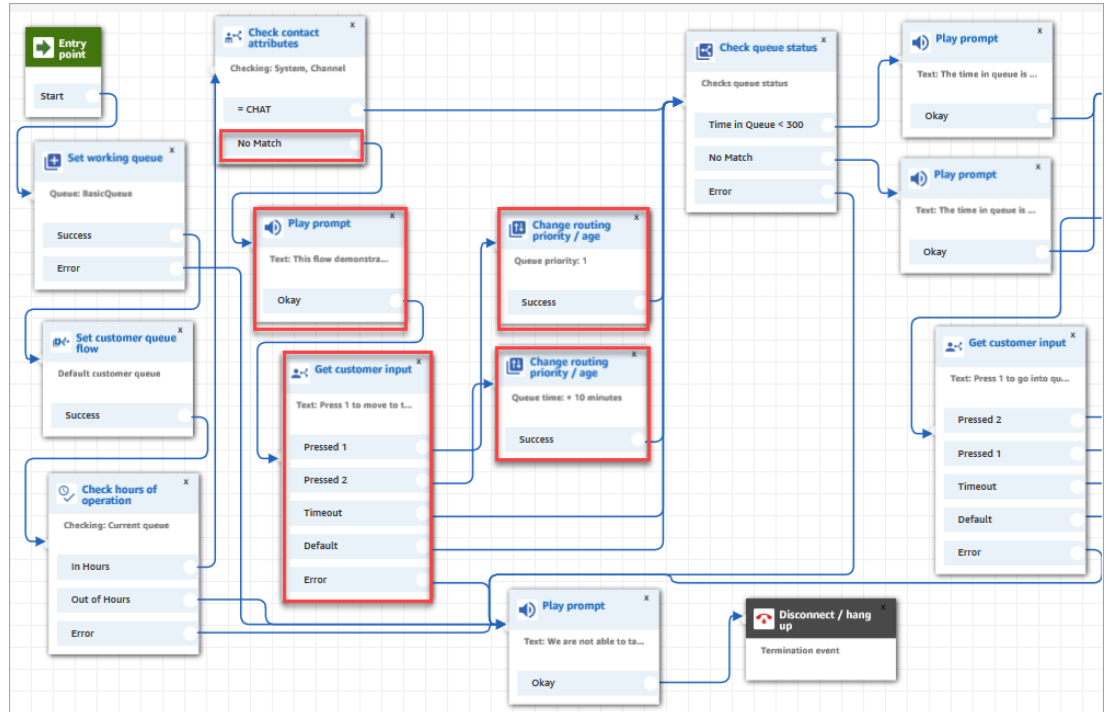 Entry
point
Start
x
Set working queue
Queue: BasicQueue
Success
Error
x
Set customer queue
flow
Default customer queue
Success
x
Check hours of
operation
Checking: Current queue
In Hours
Out of Hours
Error
x
Check contact
attributes
Checking: System, Channel
= CHAT
No Match
x
Play prompt
Text: This flow demonstra...
Okay
x
Get customer input
Text: Press 1 to move to t...
Pressed 1
Pressed 2
Timeout
Default
Error
x
Change routing
priority / age
Queue priority: 1
Success
x
Change routing
priority / age
Queue time: + 10 minutes
Success
x
Play prompt
Text: We are not able to ta...
Okay
x
Check queue status
Checks queue status
Time in Queue < 300
No Match
Error
x
Disconnect / hang
up
Termination event
x
Play prompt
Text: The time in queue is ...
Okay
x
Play prompt
Text: The time in queue is ...
Okay
x
Get customer input
Text: Press 1 to go into qu...
Pressed 2
Pressed 1
Timeout
Default
Error